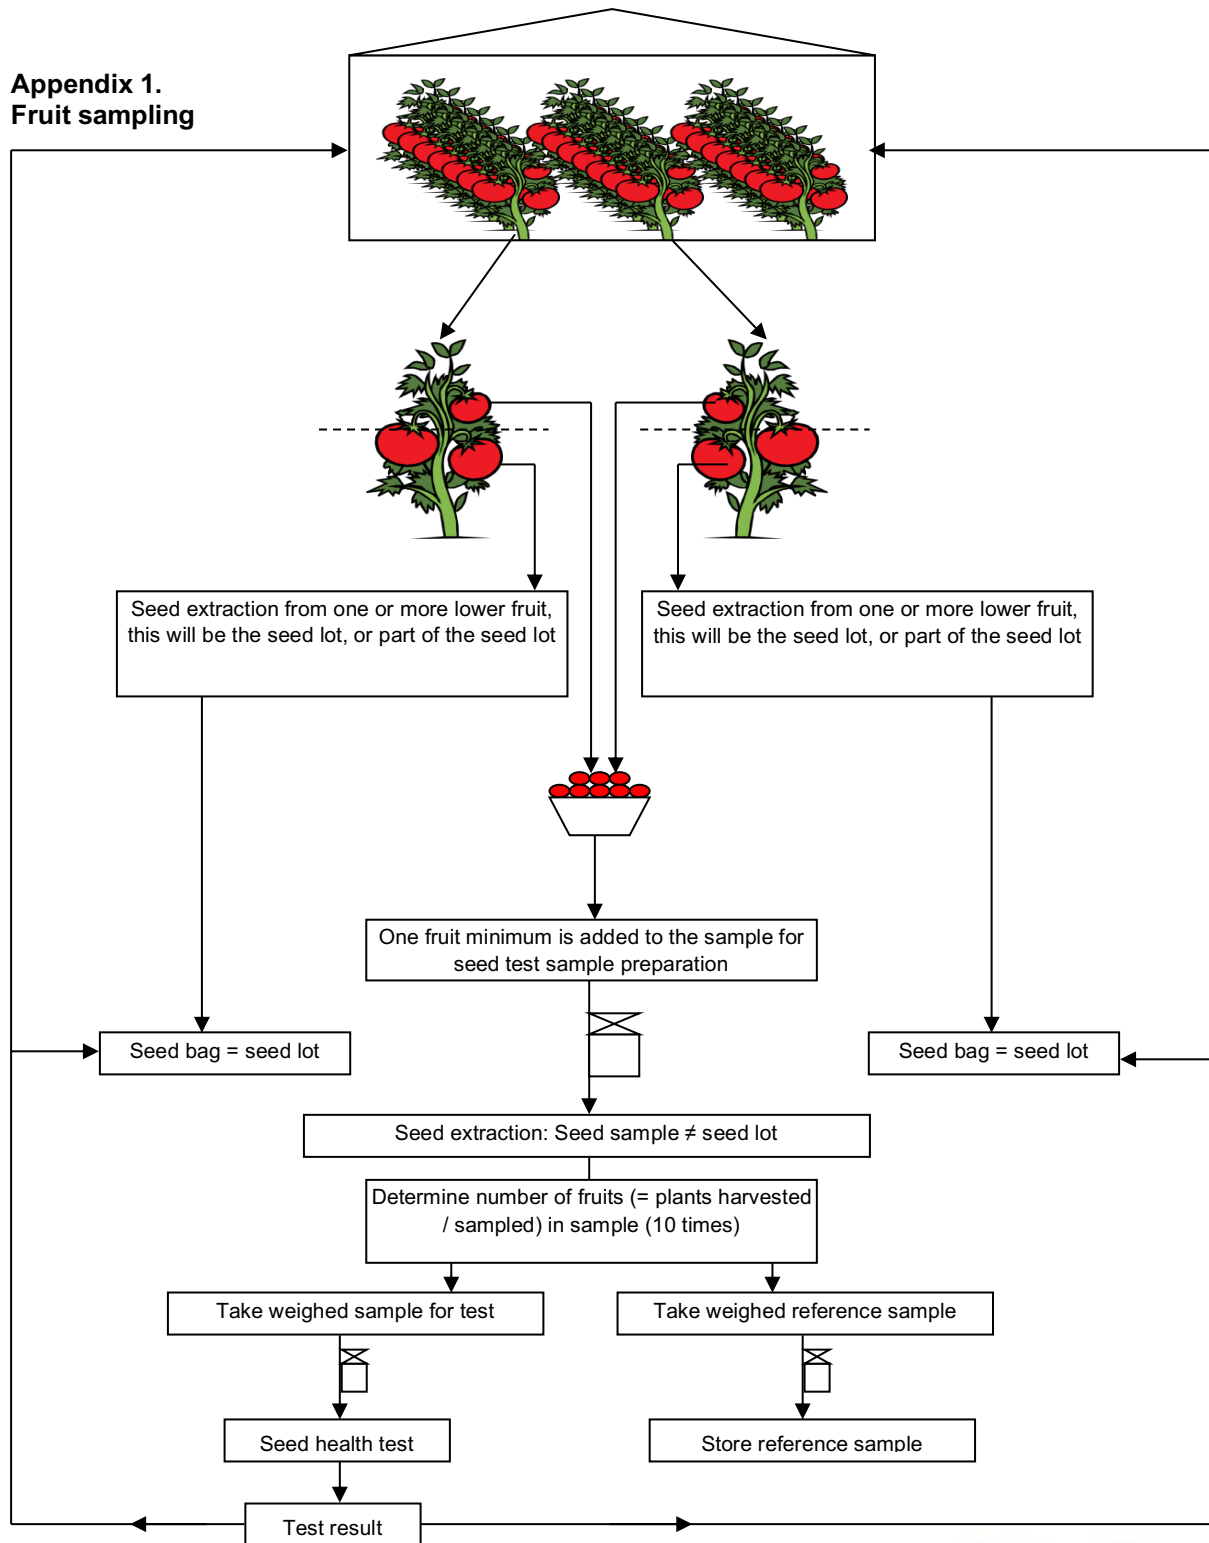 Appendix 1.
Fruit sampling
Seed extraction from one or more lower fruit,
this will be the seed lot, or part of the seed lot
Seed extraction from one or more lower fruit,
this will be the seed lot, or part of the seed lot
One fruit minimum is added to the sample for
seed test sample preparation
Seed bag = seed lot
Seed bag = seed lot
Seed extraction: Seed sample ≠ seed lot
Determine number of fruits (= plants harvested
/ sampled) in sample (10 times)
Take weighed sample for test
Take weighed reference sample
Seed health test
Store reference sample
Test result